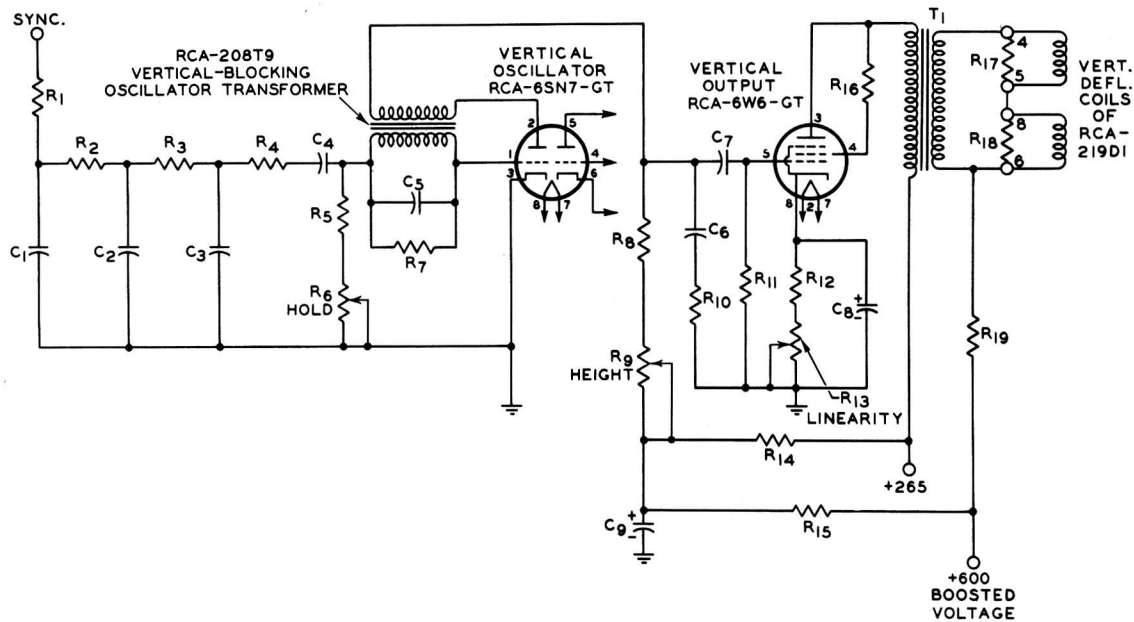 SYNC.
R1
RCA-208T9
VERTICAL-BLOCKING
OSCILLATOR TRANSFORMER
VERTICAL
OSCILLATOR
RCA-6SN7-GT
VERTICAL
OUTPUT
RCA-6W6-GT
T1
R16
R17
4
5
8
R18
6
VERT.
DEFL.
COILS
OF
RCA-
219D1
R2
R3
R4
C4
2
5
1
4
3
6
8
7
C7
3
4
5
8
2
7
C1
C2
C3
R5
C5
R7
R6
HOLD
R8
C6
R10
R11
R12
C8
+
-
R9
HEIGHT
R13
LINEARITY
R19
R14
+265
C9
+
-
R15
+600
BOOSTED
VOLTAGE